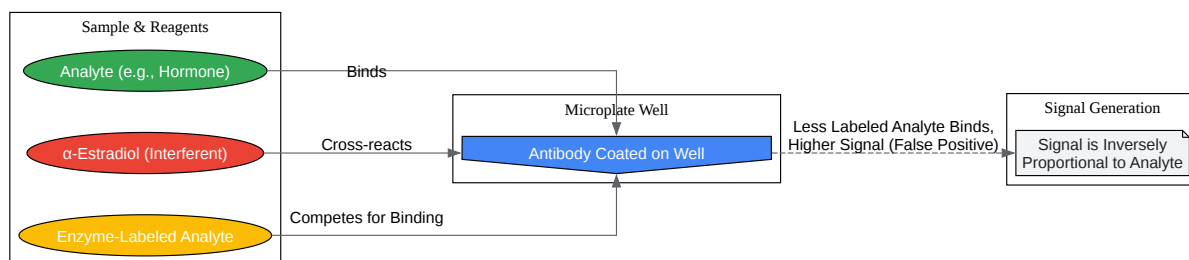 Sample & Reagents
Analyte (e.g., Hormone)
α-Estradiol (Interferent)
Enzyme-Labeled Analyte
Binds
Cross-reacts
Competes for Binding
Microplate Well
Antibody Coated on Well
Less Labeled Analyte Binds,
Higher Signal (False Positive)
Signal Generation
Signal is Inversely
Proportional to Analyte